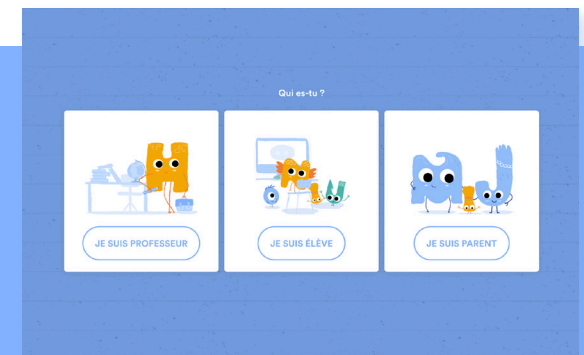 Qui es-tu ?
JE SUIS PROFESSEUR
JE SUIS ÉLÈVE
JE SUIS PARENT